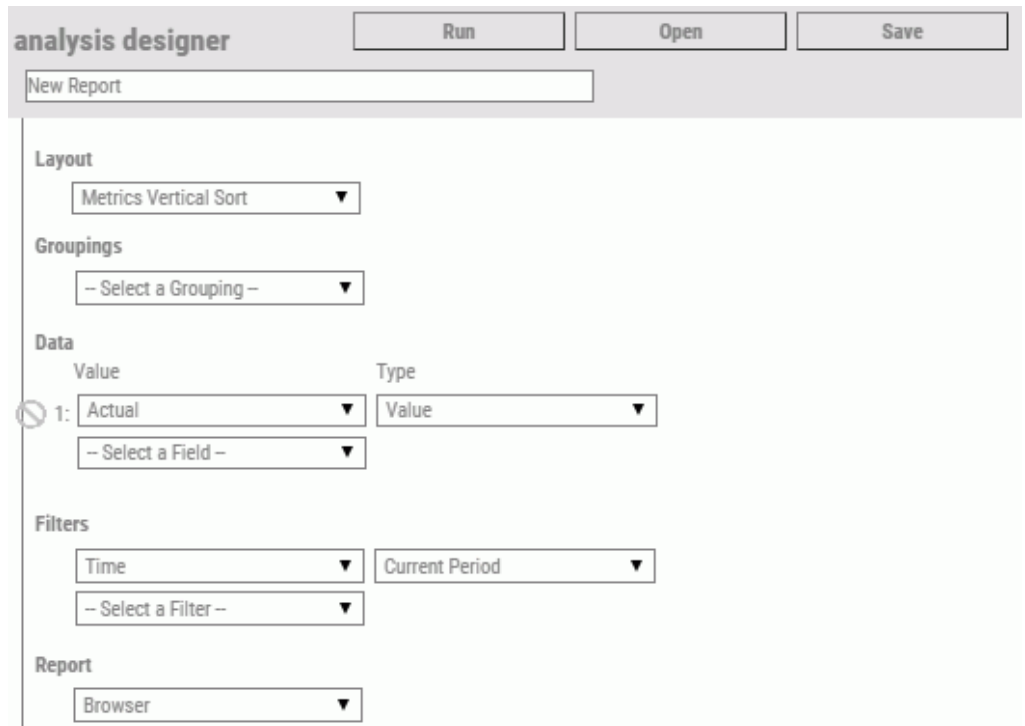 analysis designer Run Open Save
New Report
Layout
Metrics Vertical Sort
Groupings
-- Select a Grouping --
Data
Value Type
1: Actual Value
-- Select a Field --
Filters
Time Current Period
-- Select a Filter --
Report
Browser